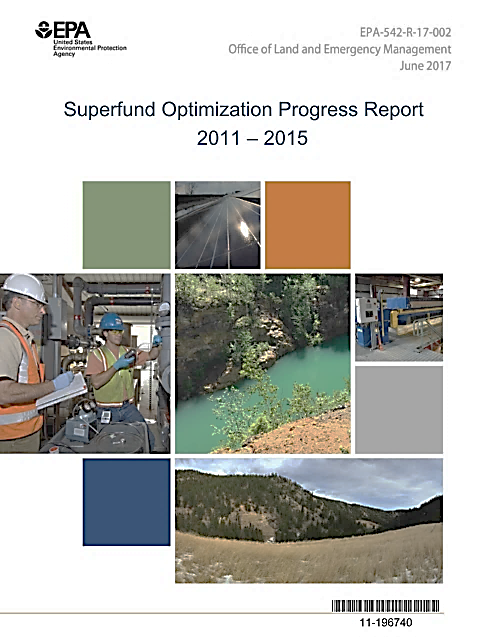 EPA
United States
Environmental Protection
Agency
EPA-542-R-17-002
Office of Land and Emergency Management
June 2017
Superfund Optimization Progress Report
2011 – 2015
11-196740